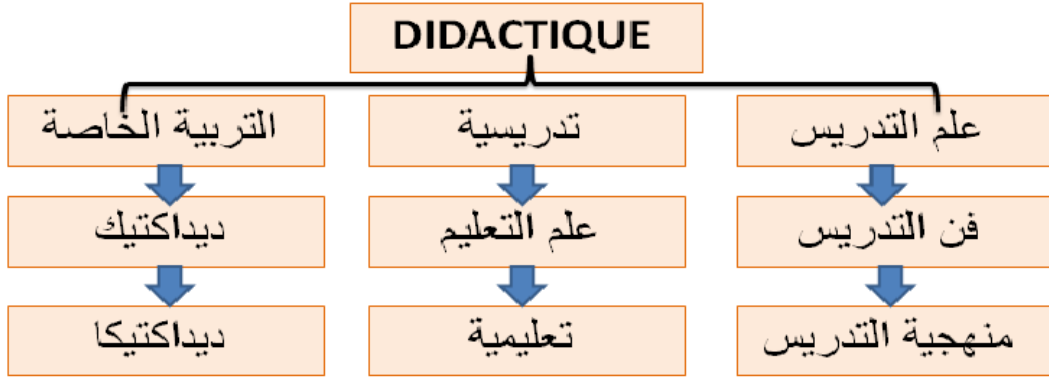 DIDACTIQUE
علم التدريس
تدريسية
التربية الخاصة
فن التدريس
علم التعليم
ديداكتيك
منهجية التدريس
تعليمية
ديداكتيكا